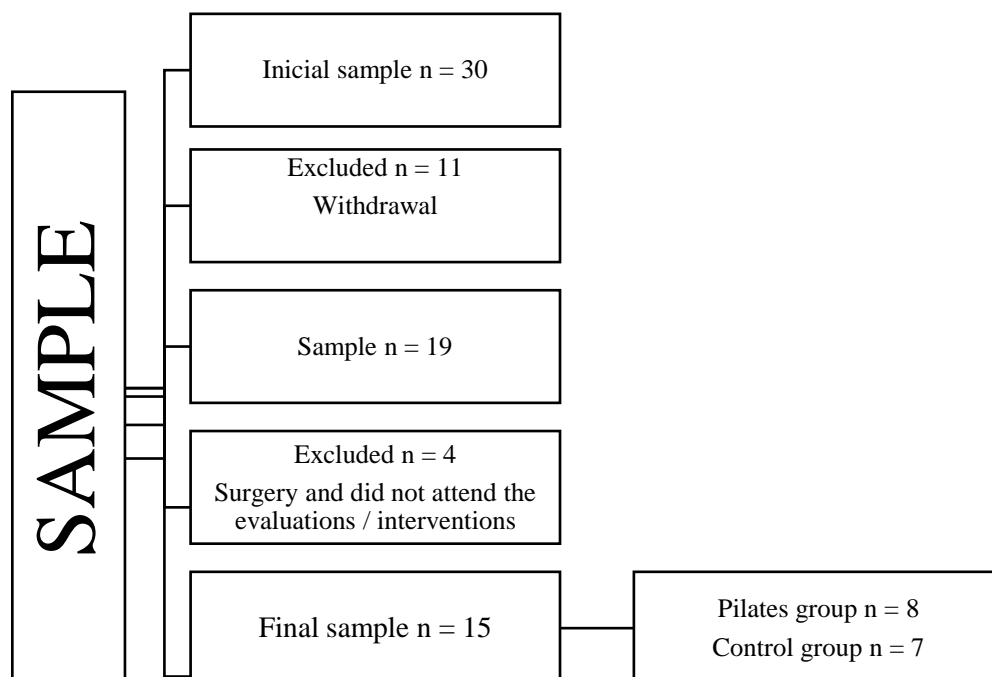 SAMPLE
Inicial sample n = 30
Excluded n = 11
Withdrawal
Sample n = 19
Excluded n = 4
Surgery and did not attend the
evaluations / interventions
Final sample n = 15
Pilates group n = 8
Control group n = 7